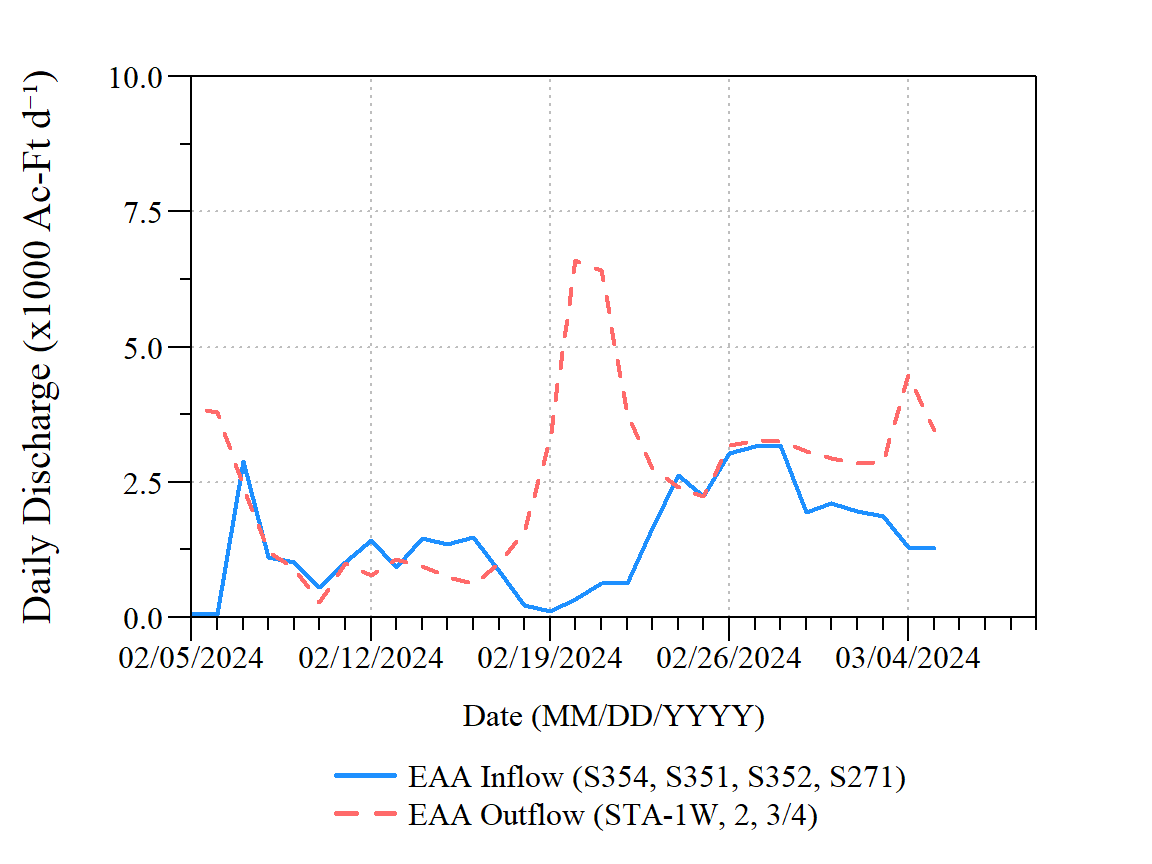 Daily Discharge (x1000 Ac-Ft d⁻¹)
10.0
7.5
5.0
2.5
0.0
02/05/2024 02/12/2024 02/19/2024 02/26/2024 03/04/2024
Date (MM/DD/YYYY)
EAA Inflow (S354, S351, S352, S271)
EAA Outflow (STA-1W, 2, 3/4)